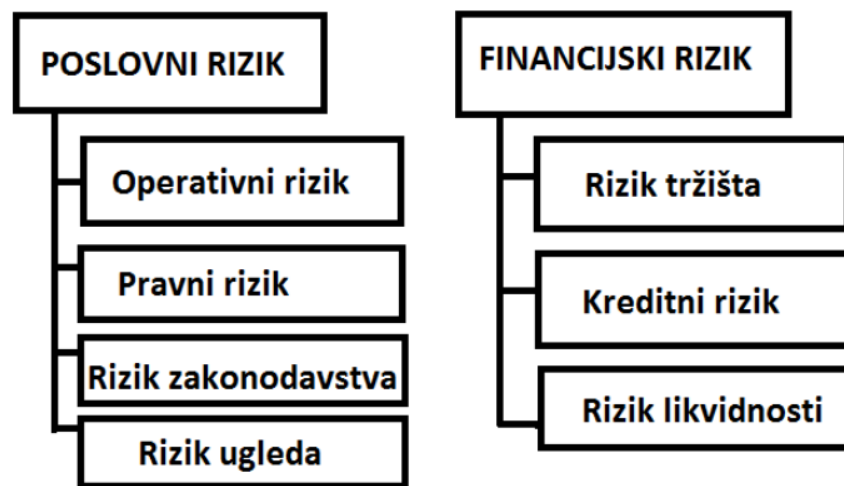 POSLOVNI RIZIK
Operativni rizik
Pravni rizik
Rizik zakonodavstva
Rizik ugleda
FINANCIJSKI RIZIK
Rizik tržišta
Kreditni rizik
Rizik likvidnosti